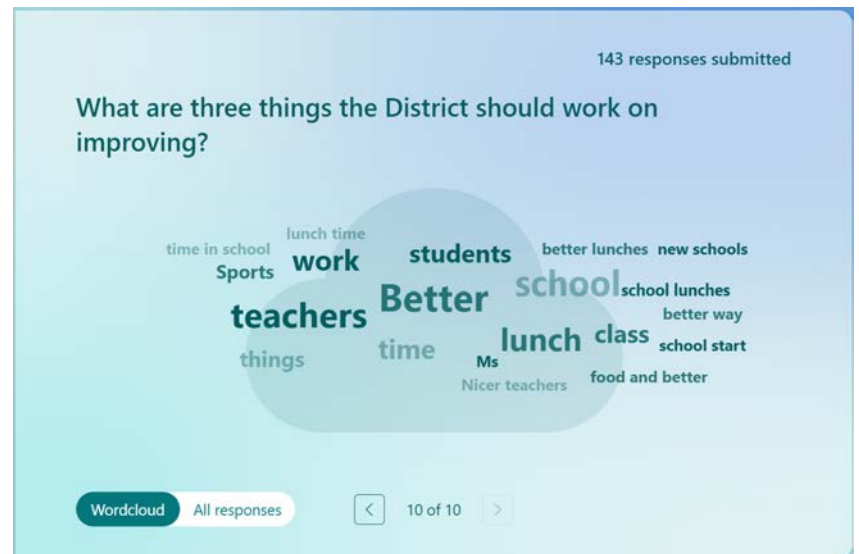 143 responses submitted
What are three things the District should work on
improving?
lunch time
time in school
work
students
better lunches
new schools
Sports
school
school lunches
Better
teachers
better way
lunch
class
school start
things
time
Ms
Nicer teachers
food and better
Wordcloud
All responses
10 of 10